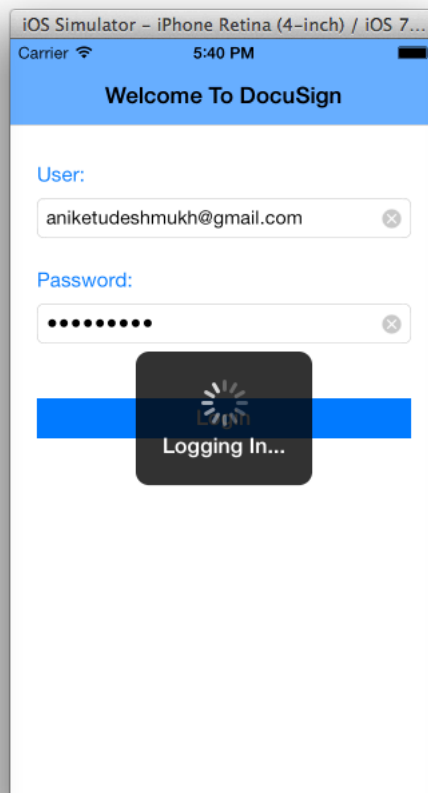 iOS Simulator – iPhone Retina (4-inch) / iOS 7...
Carrier 5:40 PM
Welcome To DocuSign
User:
aniketudeshmukh@gmail.com
Password:
•••••••••
Login
Logging In...